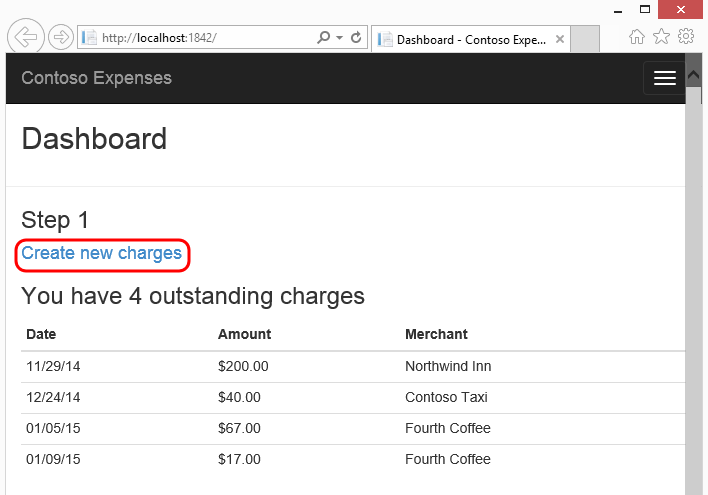 http://localhost:1842/
Dashboard - Contoso Expe...
Contoso Expenses
Dashboard
Step 1
Create new charges
You have 4 outstanding charges
Date Amount Merchant
11/29/14 $200.00 Northwind Inn
12/24/14 $40.00 Contoso Taxi
01/05/15 $67.00 Fourth Coffee
01/09/15 $17.00 Fourth Coffee